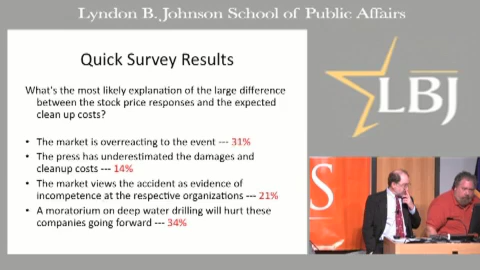 Lyndon B. Johnson School of Public Affairs
Quick Survey Results
What's the most likely explanation of the large difference
between the stock price responses and the expected
clean up costs?
• The market is overreacting to the event --- 31%
• The press has underestimated the damages and
cleanup costs --- 14%
• The market views the accident as evidence of
incompetence at the respective organizations --- 21%
• A moratorium on deep water drilling will hurt these
companies going forward --- 34%
LBJ
S